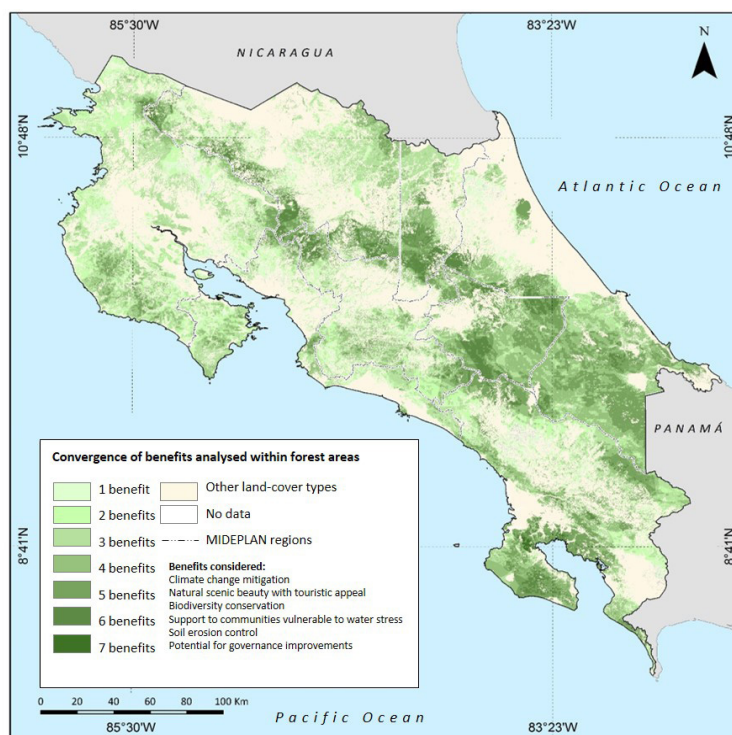 85°30'W
83°23'W
NICARAGUA
N
10°48'N
10°48'N
Atlantic Ocean
PANAMÁ
Convergence of benefits analysed within forest areas
1 benefit
2 benefits
3 benefits
4 benefits
5 benefits
6 benefits
7 benefits
Other land-cover types
No data
MIDEPLAN regions
Benefits considered:
Climate change mitigation
Natural scenic beauty with touristic appeal
Biodiversity conservation
Support to communities vulnerable to water stress
Soil erosion control
Potential for governance improvements
8°41'N
8°41'N
0 20 40 60 80 100 Km
85°30'W
83°23'W
Pacific Ocean